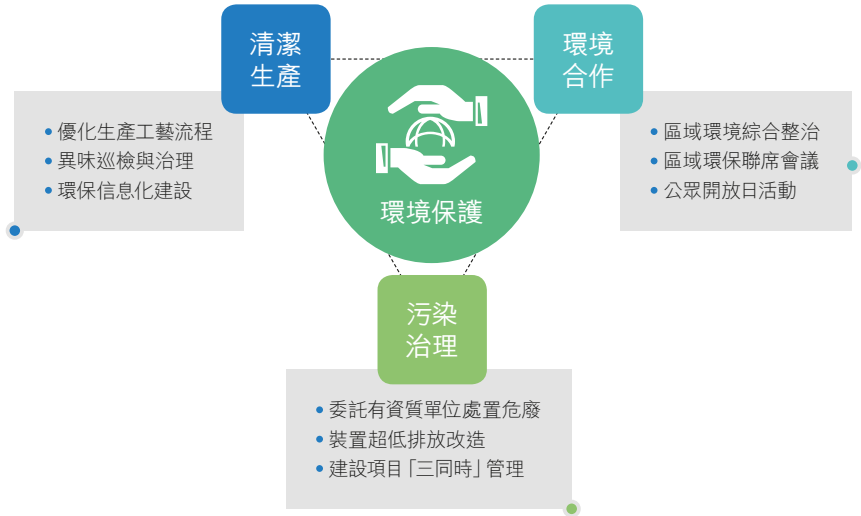 清潔
生產
優化生產工藝流程
異味巡檢與治理
環保信息化建設
環境保護
環境
合作
區域環境綜合整治
區域環保聯席會議
公眾開放日活動
污染
治理
委託有資質單位處置危廢
裝置超低排放改造
建設項目「三同時」管理